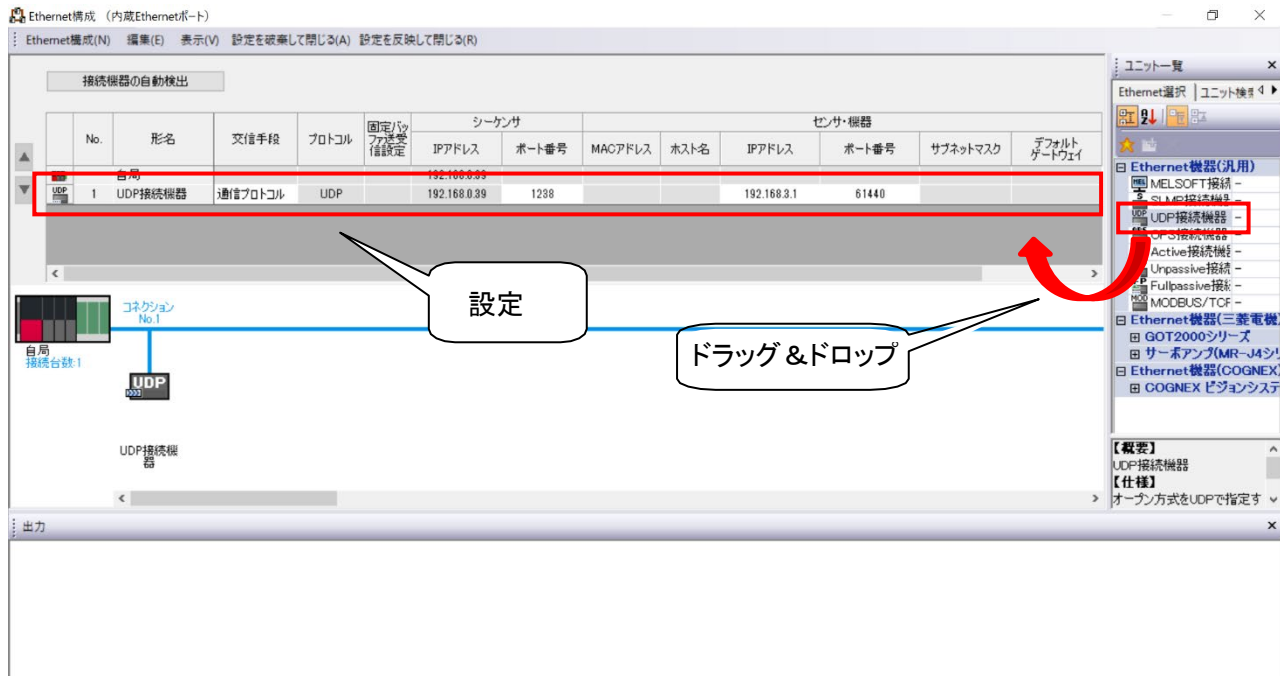 Ethernet構成 (内蔵Ethernetポート)
Ethernet構成(N) 編集(E) 表示(V) 設定を破棄して閉じる(A) 設定を反映して閉じる(R)
接続機器の自動検出
No. 形名 交信手段 プロトコル 固定バッファ送受信設定 シーケンサ センサ・機器
IPアドレス ポート番号 MACアドレス ホスト名 IPアドレス ポート番号 サブネットマスク デフォルトゲートウェイ
自局 192.168.0.39
UDP 1 UDP接続機器 通信プロトコル UDP 192.168.0.39 1238 192.168.3.1 61440
設定
ドラッグ&ドロップ
コネクション
No.1
自局
接続台数:1
UDP
UDP接続機
器
出力
ユニット一覧
Ethernet選択 ユニット検索
Ethernet機器(汎用)
MELSOFT接続 -
SLMP接続機器 -
UDP接続機器 -
OPS接続機器 -
Active接続機器 -
Unpassive接続 -
Fullpassive接続 -
MODBUS/TCP -
Ethernet機器(三菱電機)
GOT2000シリーズ
サーボアンプ(MR-J4シリ
Ethernet機器(COGNEX)
COGNEX ビジョンシステ
【概要】
UDP接続機器
【仕様】
オープン方式をUDPで指定す